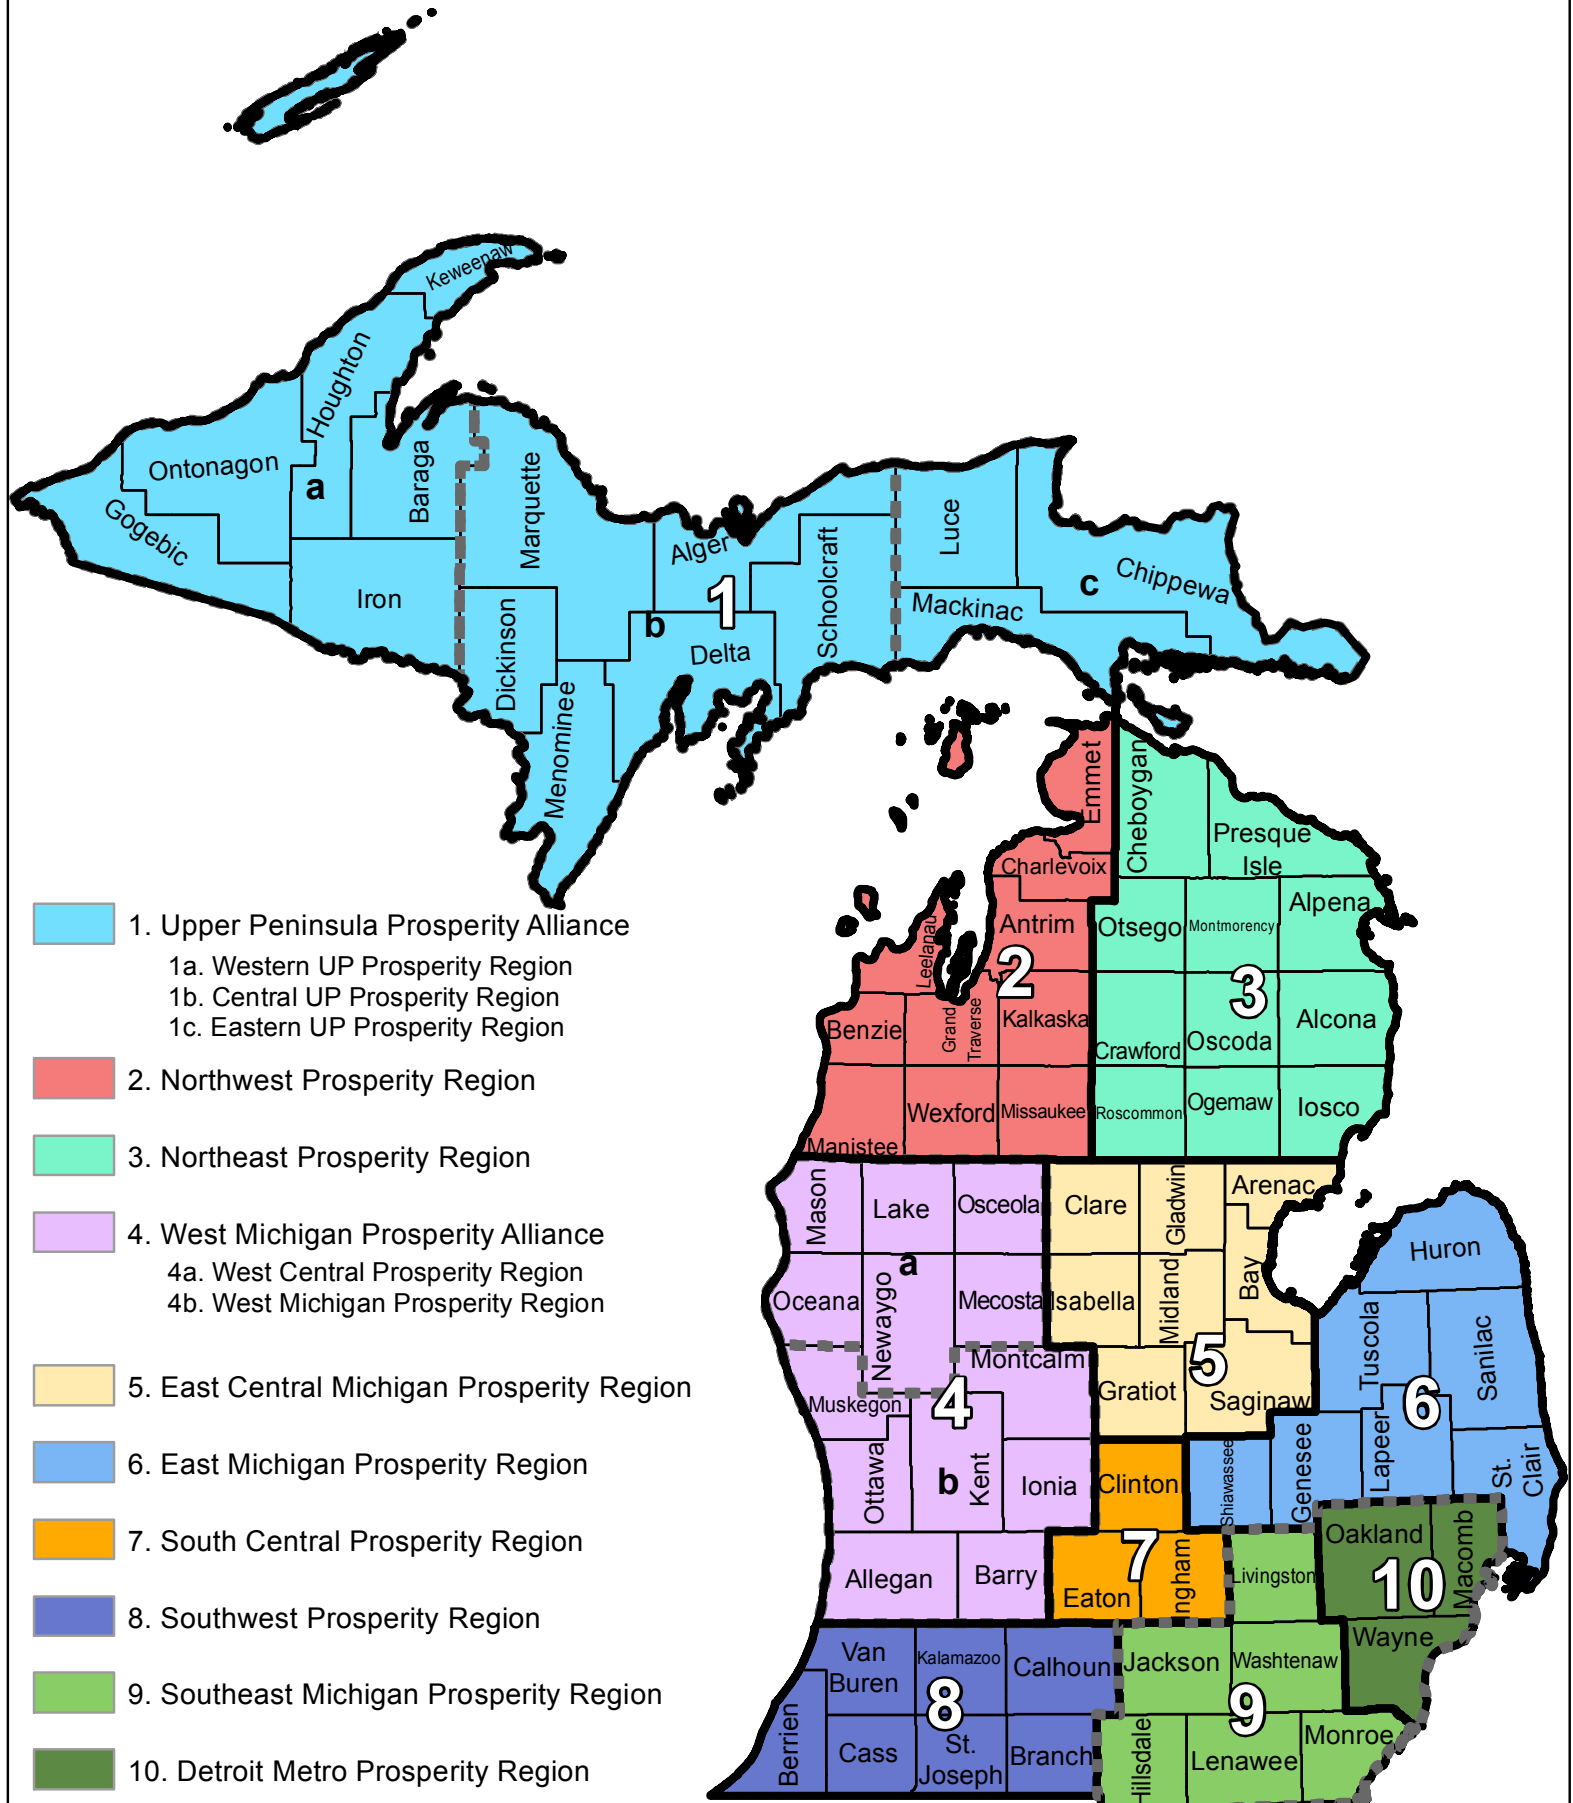 Keweenaw
Houghton
Ontonagon
a
Baraga
Marquette
Gogebic
Iron
Alger
1
b
Schoolcraft
Luce
c
Chippewa
Mackinac
Dickinson
Delta
Menominee
Emmet
Cheboygan
Presque
Isle
Charlevoix
Antrim
Otsego
Montmorency
Alpena
Leelanau
2
3
Benzie
Grand
Traverse
Kalkaska
Crawford
Oscoda
Alcona
Manistee
Wexford
Missaukee
Roscommon
Ogemaw
Iosco
1. Upper Peninsula Prosperity Alliance
1a. Western UP Prosperity Region
1b. Central UP Prosperity Region
1c. Eastern UP Prosperity Region
2. Northwest Prosperity Region
3. Northeast Prosperity Region
4. West Michigan Prosperity Alliance
4a. West Central Prosperity Region
4b. West Michigan Prosperity Region
5. East Central Michigan Prosperity Region
6. East Michigan Prosperity Region
7. South Central Prosperity Region
8. Southwest Prosperity Region
9. Southeast Michigan Prosperity Region
10. Detroit Metro Prosperity Region
Mason
Lake
Osceola
Clare
Gladwin
Arenac
Huron
a
Oceana
Newaygo
Mecosta
Isabella
Midland
Bay
Tuscola
Sanilac
Montcalm
5
Muskegon
4
Gratiot
Saginaw
6
Ottawa
b
Kent
Ionia
Clinton
Shiawassee
Genesee
Lapeer
St.
Clair
Allegan
Barry
Eaton
7
ngham
Livingston
Oakland
10
Macomb
Wayne
Van
Buren
Kalamazoo
Calhoun
Jackson
Washtenaw
8
9
Berrien
Cass
St.
Joseph
Branch
Hillsdale
Lenawee
Monroe